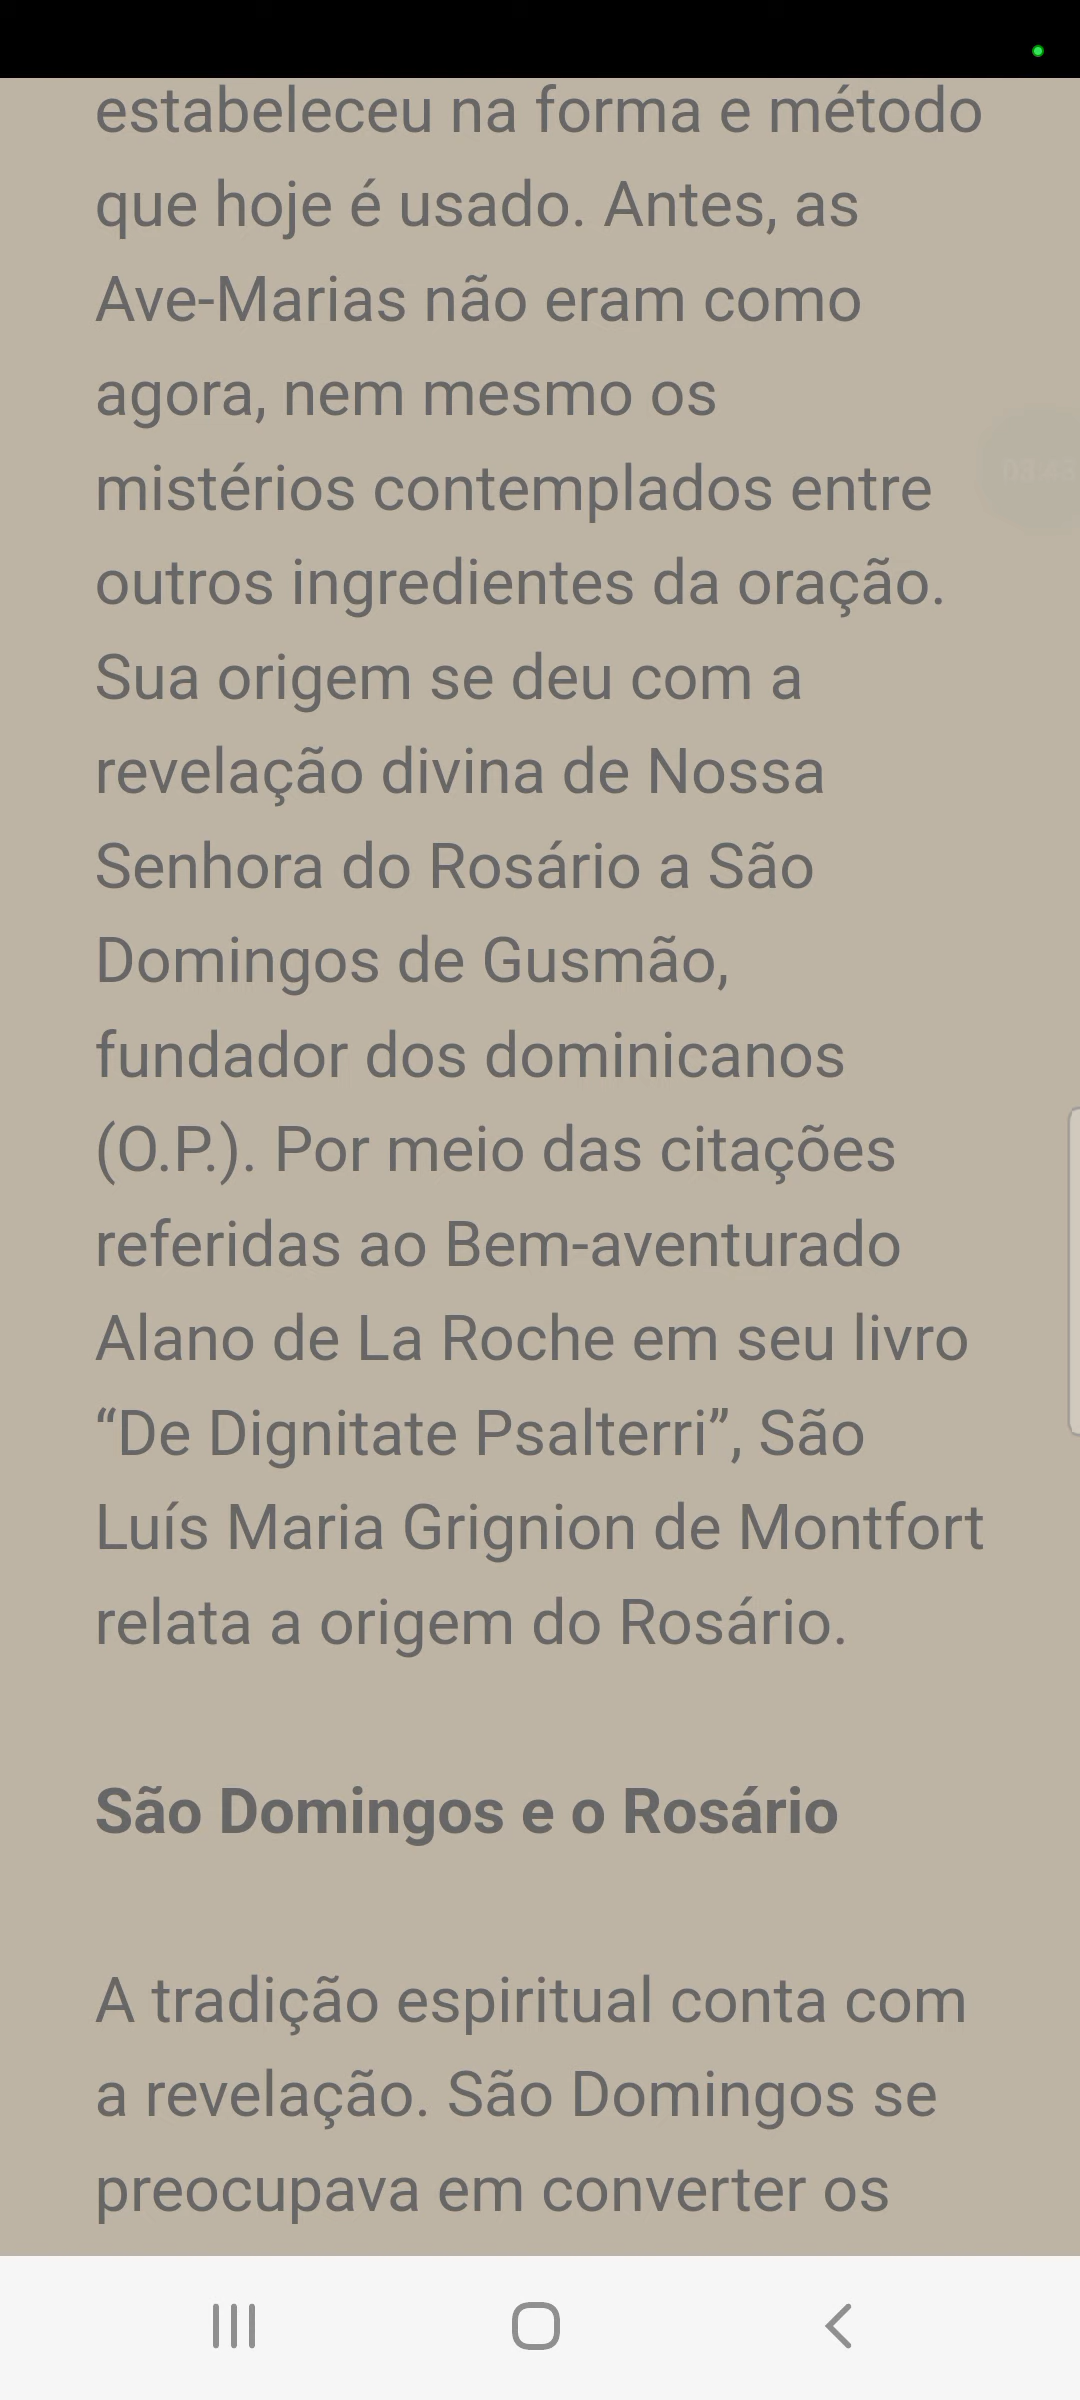 estabeleceu na forma e método
que hoje é usado. Antes, as
Ave-Marias não eram como
agora, nem mesmo os
mistérios contemplados entre
outros ingredientes da oração.
Sua origem se deu com a
revelação divina de Nossa
Senhora do Rosário a São
Domingos de Gusmão,
fundador dos dominicanos
(O.P.). Por meio das citações
referidas ao Bem-aventurado
Alano de La Roche em seu livro
“De Dignitate Psalterri”, São
Luís Maria Grignion de Montfort
relata a origem do Rosário.
São Domingos e o Rosário
A tradição espiritual conta com
a revelação. São Domingos se
preocupava em converter os